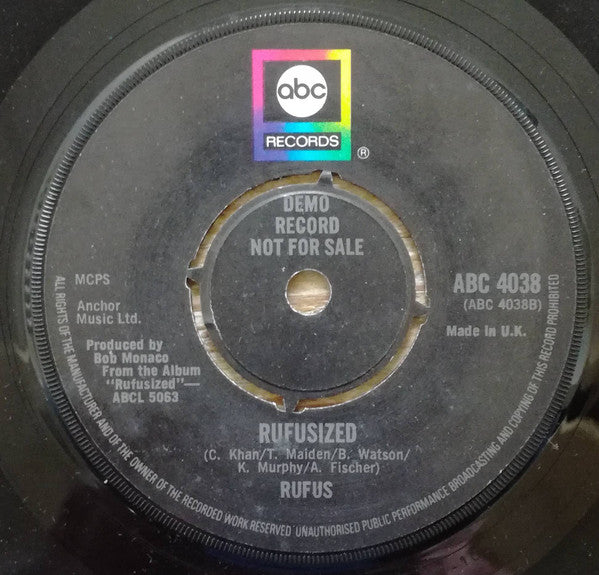 abc
RECORDS
®
DEMO
RECORD
NOT FOR SALE
MCPS
Anchor
Music Ltd.
Produced by
Bob Monaco
From the Album
"Rufusized"—
ABCL 5063
ABC 4038
(ABC 4038B)
Made in U.K.
RUFUSIZED
(C. Khan/T. Maiden/B. Watson/
K. Murphy/A. Fischer)
RUFUS
ALL RIGHTS OF THE MANUFACTURER AND OF THE OWNER OF THE RECORDED WORK RESERVED UNAUTHORISED PUBLIC PERFORMANCE BROADCASTING AND COPYING OF THIS RECORD PROHIBITED